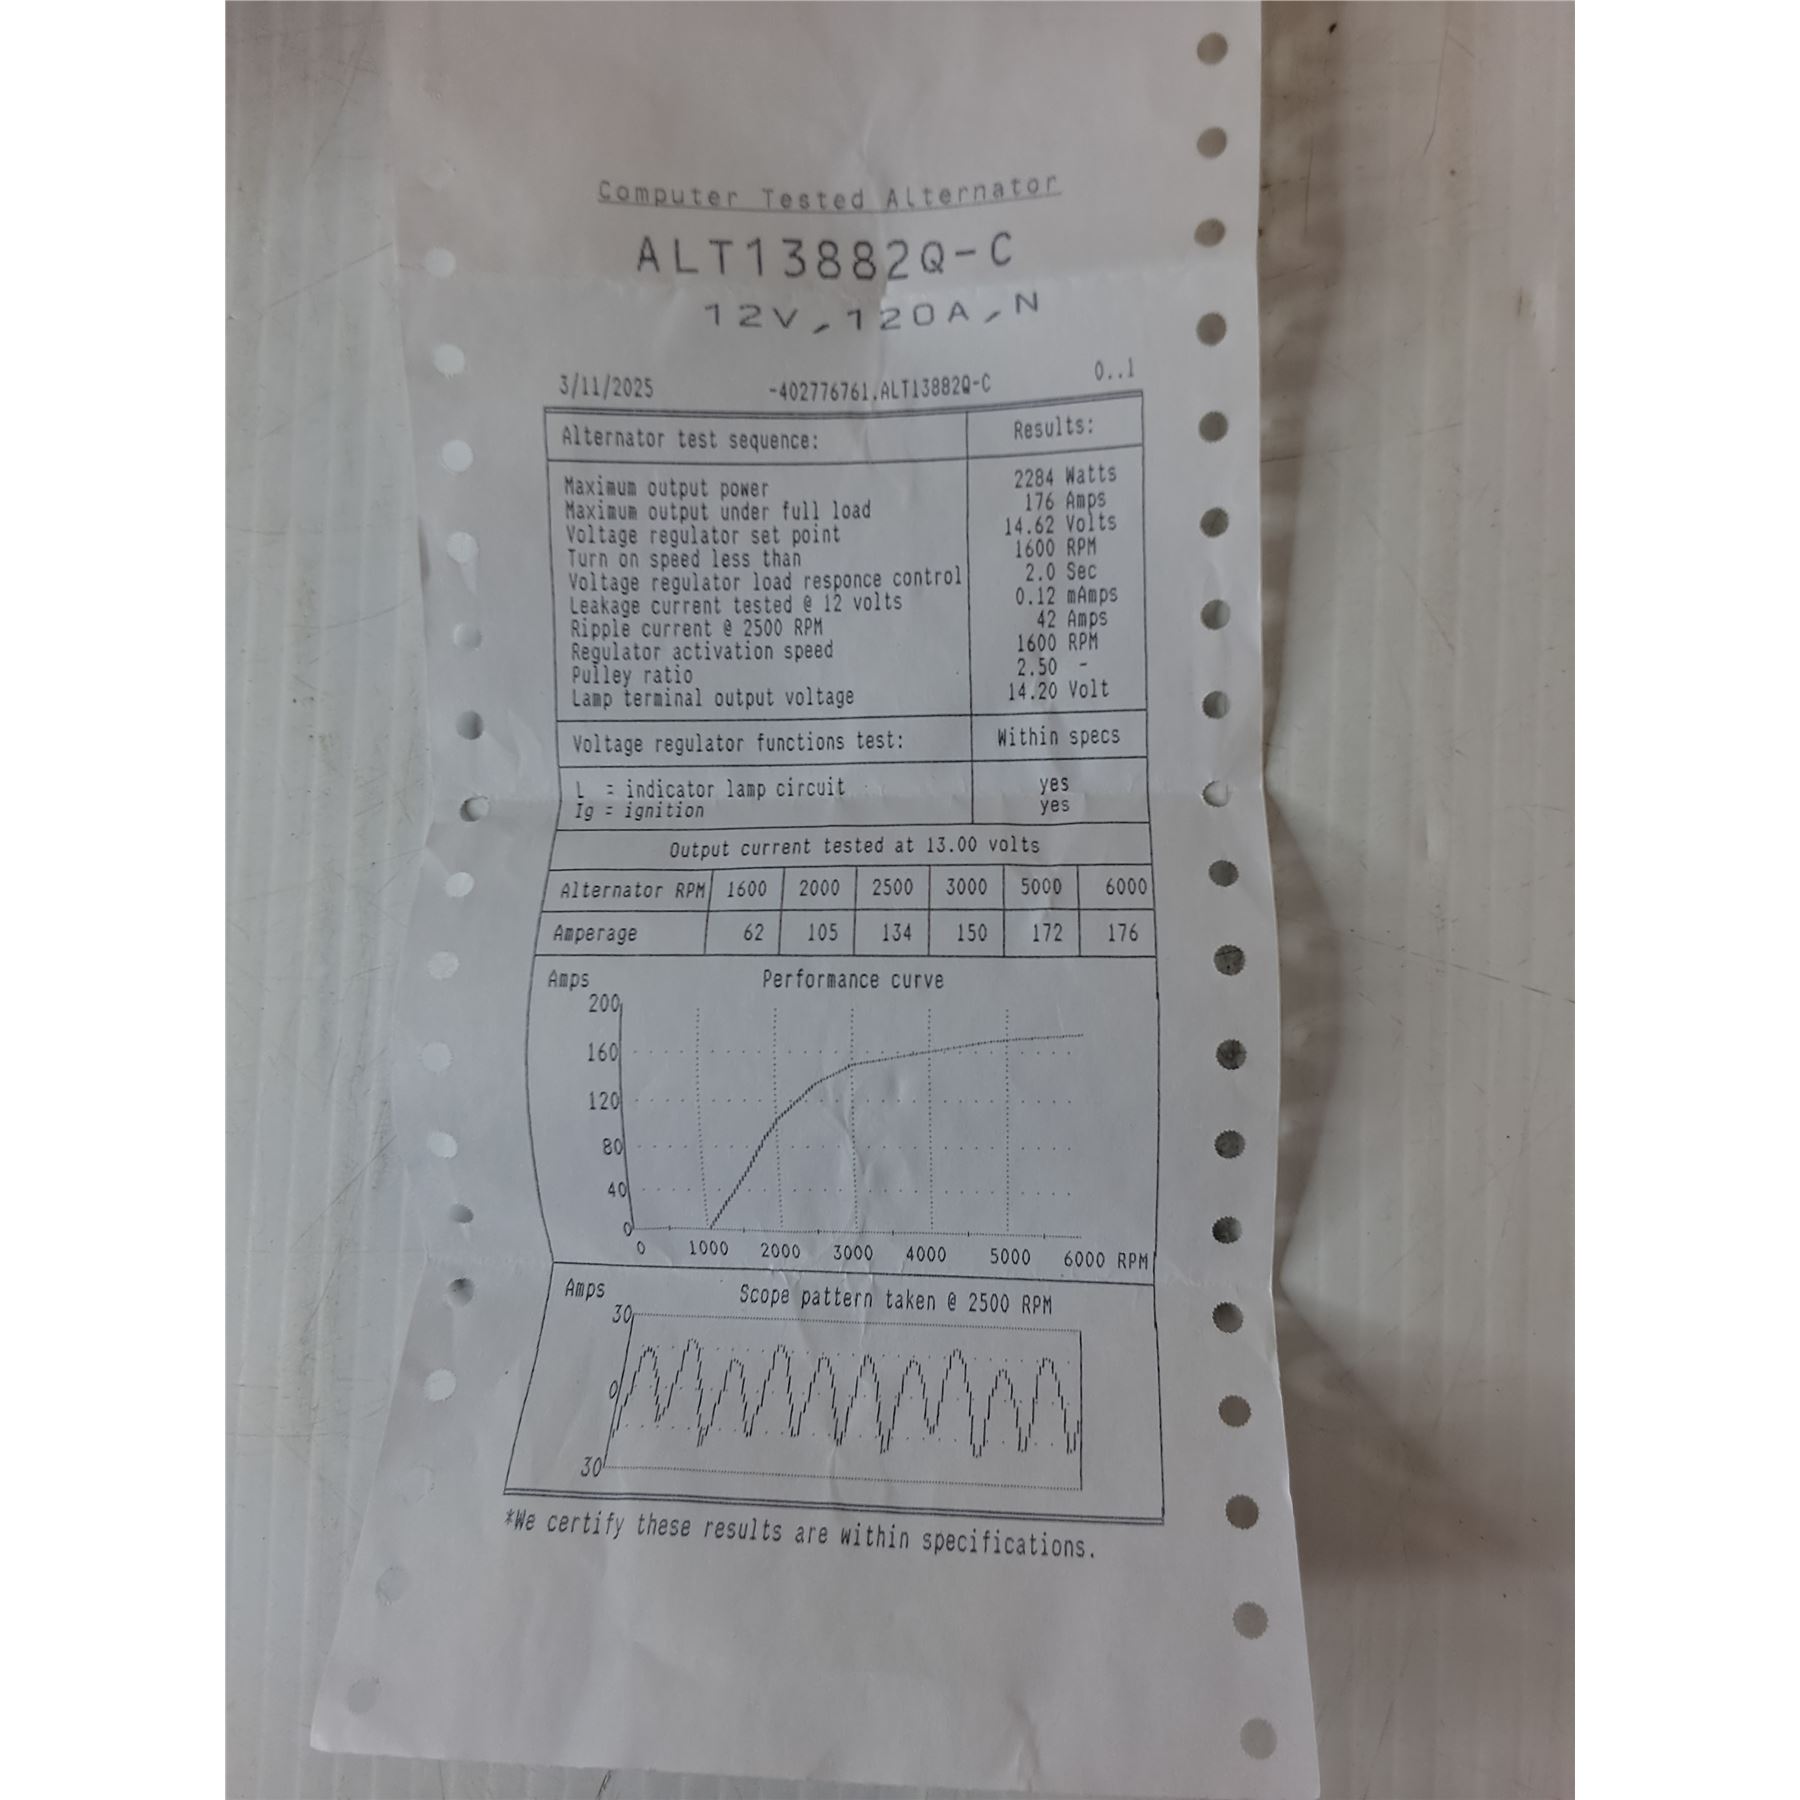 Computer Tested Alternator
ALT13882Q-C
12V,120A,N
3/11/2025 -402776761.ALT13882Q-C 0..1
Alternator test sequence: Results:
Maximum output power 2284 Watts
Maximum output under full load 176 Amps
Voltage regulator set point 14.62 Volts
Turn on speed less than 1600 RPM
Voltage regulator load responce control 2.0 Sec
Leakage current tested @ 12 volts 0.12 mAmps
Ripple current @ 2500 RPM 42 Amps
Regulator activation speed 1600 RPM
Pulley ratio 2.50 -
Lamp terminal output voltage 14.20 Volt
Voltage regulator functions test: Within specs
L = indicator lamp circuit yes
Ig = ignition yes
Output current tested at 13.00 volts
Alternator RPM 1600 2000 2500 3000 5000 6000
Amperage 62 105 134 150 172 176
Amps Performance curve
200
160
120
80
40
0
0 1000 2000 3000 4000 5000 6000 RPM
Amps Scope pattern taken @ 2500 RPM
30
0
30
*We certify these results are within specifications.